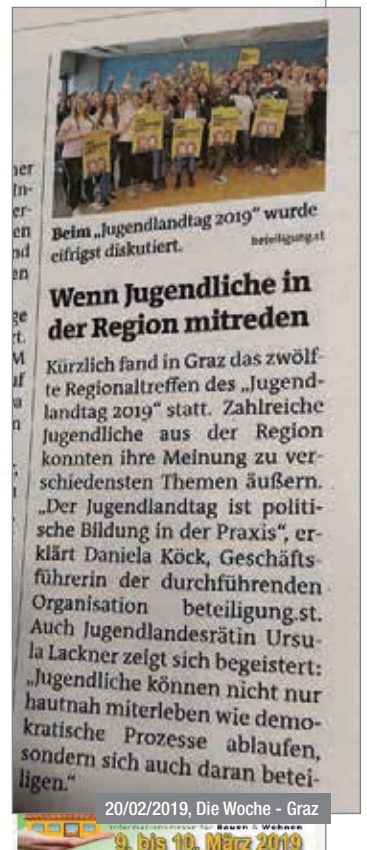 Beim „Jugendlandtag 2019“ wurde
eifrigst diskutiert. beteiligung.st
Wenn Jugendliche in
der Region mitreden
Kürzlich fand in Graz das zwölf-
te Regionaltreffen des „Jugend-
landtag 2019“ statt. Zahlreiche
Jugendliche aus der Region
konnten ihre Meinung zu ver-
schiedensten Themen äußern.
„Der Jugendlandtag ist politi-
sche Bildung in der Praxis“, er-
klärt Daniela Köck, Geschäfts-
führerin der durchführenden
Organisation beteiligung.st.
Auch Jugendlandesrätin Ursu-
la Lackner zeigt sich begeistert:
„Jugendliche können nicht nur
hautnah miterleben wie demo-
kratische Prozesse ablaufen,
sondern sich auch daran betei-
ligen.“
20/02/2019, Die Woche - Graz
Informationsmesse für Bauen & Wohnen
9. bis 10. März 2019